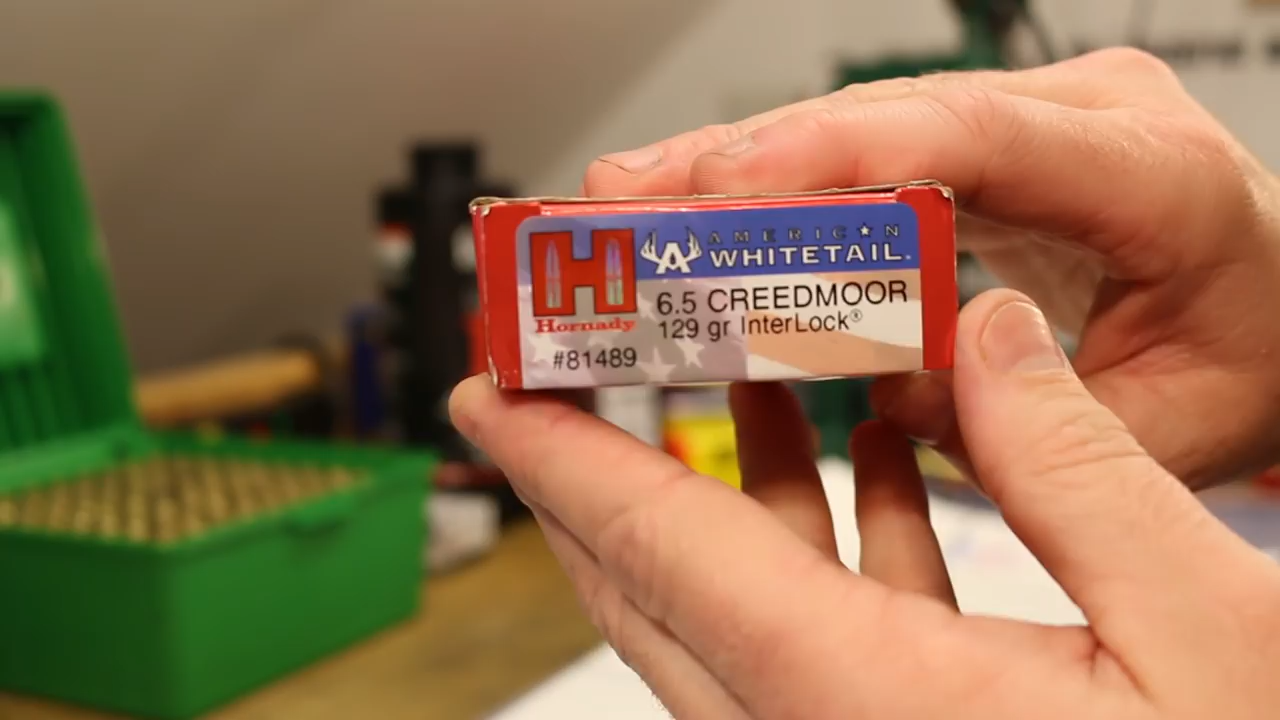 AMERICAN
WHITETAIL.
Hornady
6.5 CREEDMOOR
129 gr InterLock®
#81489